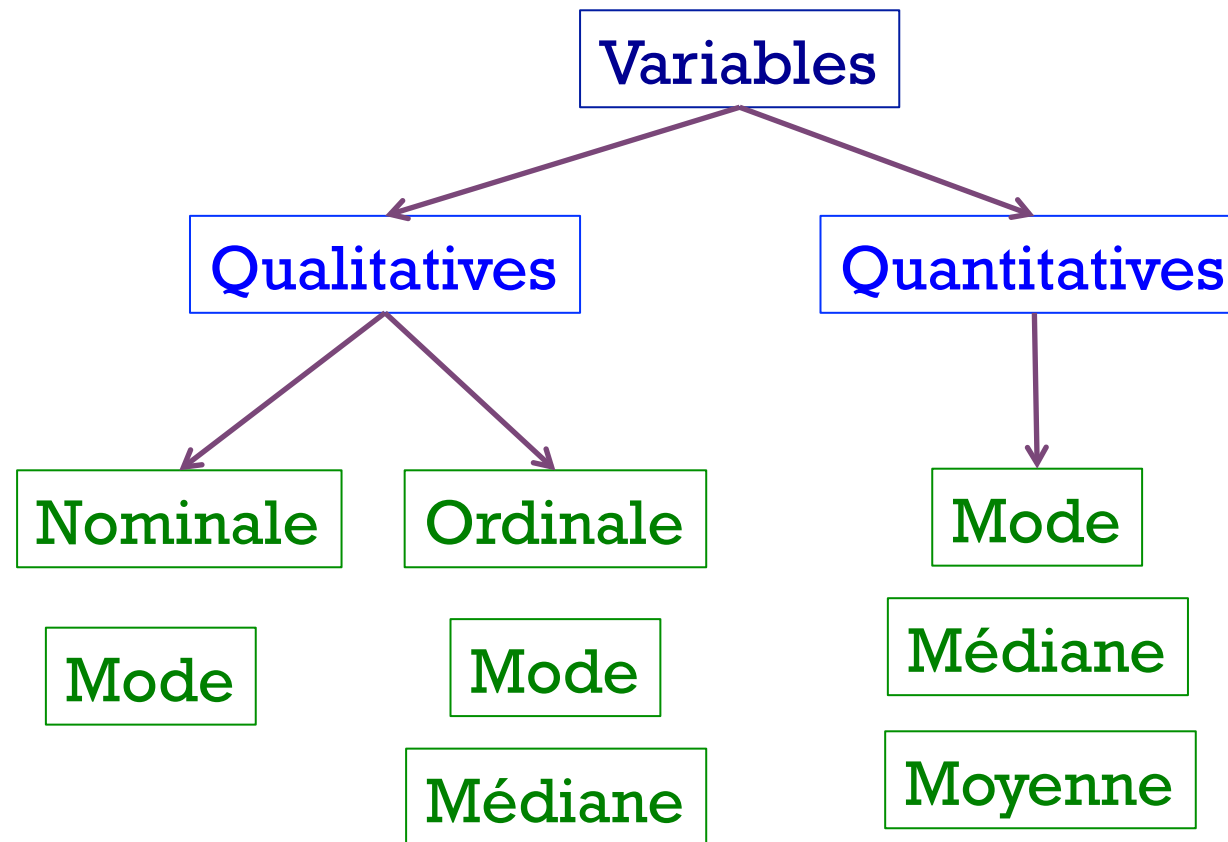 Variables
Qualitatives
Quantitatives
Nominale
Ordinale
Mode
Mode
Mode
Médiane
Médiane
Moyenne